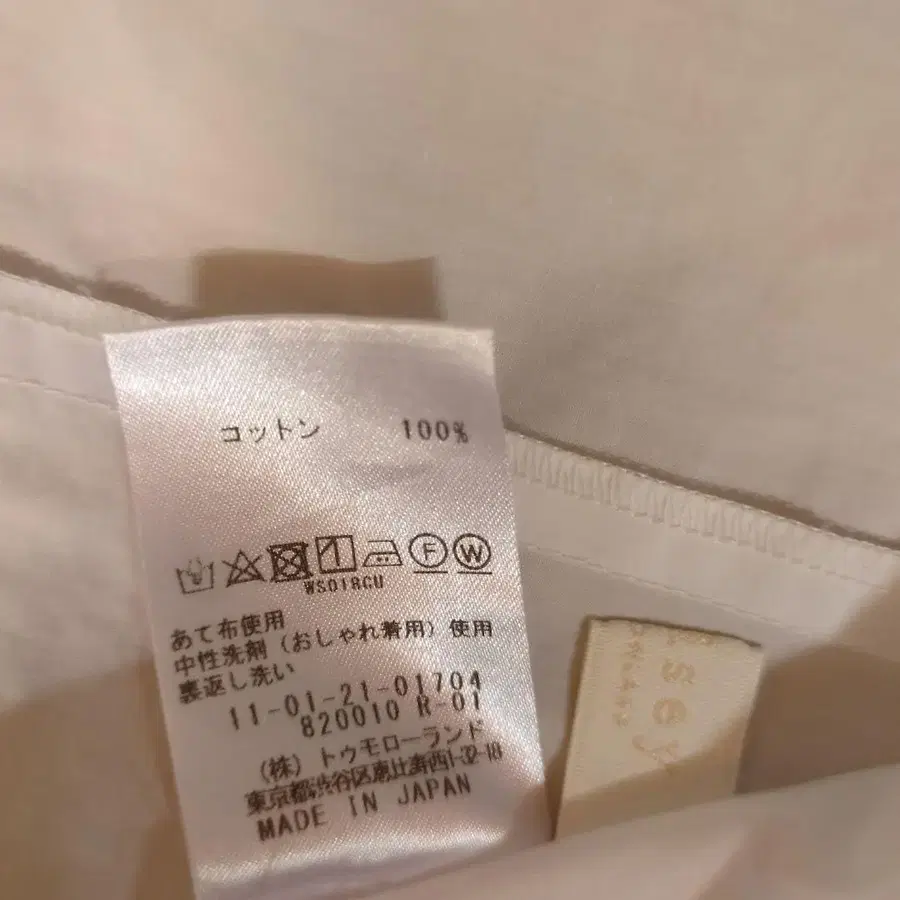 コットン 100%
F W
WS018CU
あて布使用
中性洗剤（おしゃれ着用）使用
裏返し洗い
11-01-21-01704
820010 R-01
（株）トゥモローランド
東京都渋谷区恵比寿西1-32-18
MADE IN JAPAN